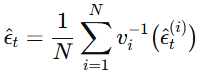 $\hat{\epsilon}_t = \frac{1}{N} \sum_{i=1}^{N} v_i^{-1}\left(\hat{\epsilon}_t^{(i)}\right)$